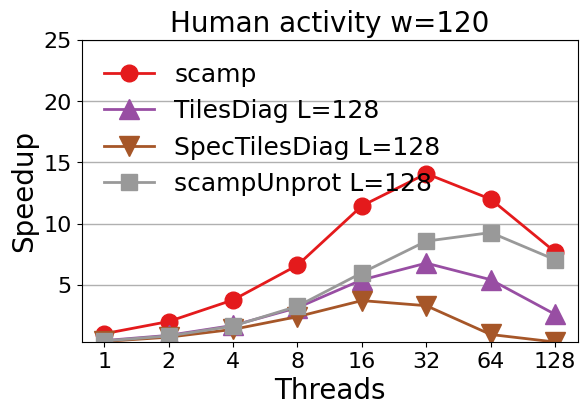 Human activity w=120
25
20
15
10
5
Speedup
scamp
TilesDiag L=128
SpecTilesDiag L=128
scampUnprot L=128
1 2 4 8 16 32 64 128
Threads